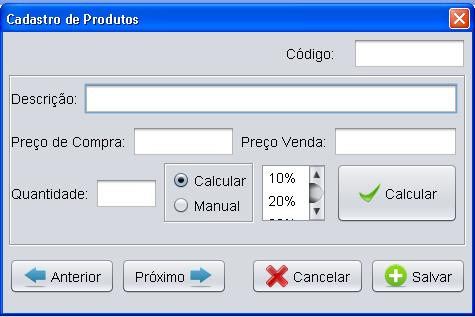 Cadastro de Produtos
Código:
Descrição:
Preço de Compra: Preço Venda:
Calcular 10%
Quantidade: Calcular
Manual 20%
Anterior Próximo Cancelar Salvar